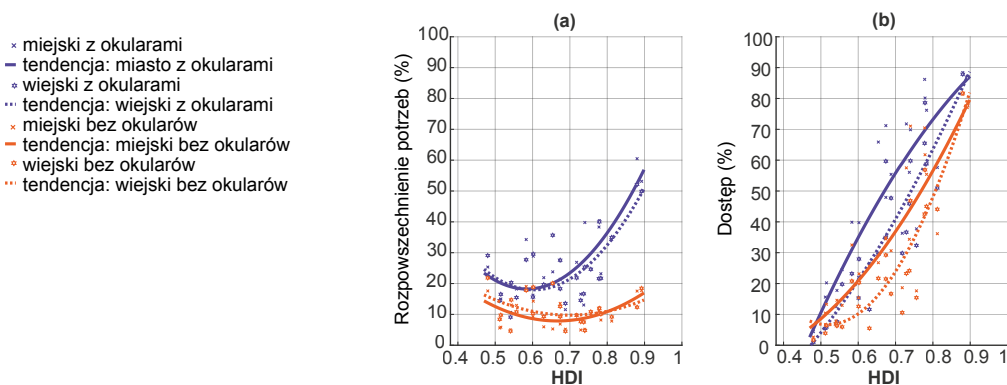 miejski z okularami
tendencja: miasto z okularami
wiejski z okularami
tendencja: wiejski z okularami
miejski bez okularów
tendencja: miejski bez okularów
wiejski bez okularów
tendencja: wiejski bez okularów
(a)
Rozpowszechnienie potrzeb (%)
100
90
80
70
60
50
40
30
20
10
0
0.4 0.5 0.6 0.7 0.8 0.9 1
HDI
(b)
Dostęp (%)
100
90
80
70
60
50
40
30
20
10
0
0.4 0.5 0.6 0.7 0.8 0.9 1
HDI